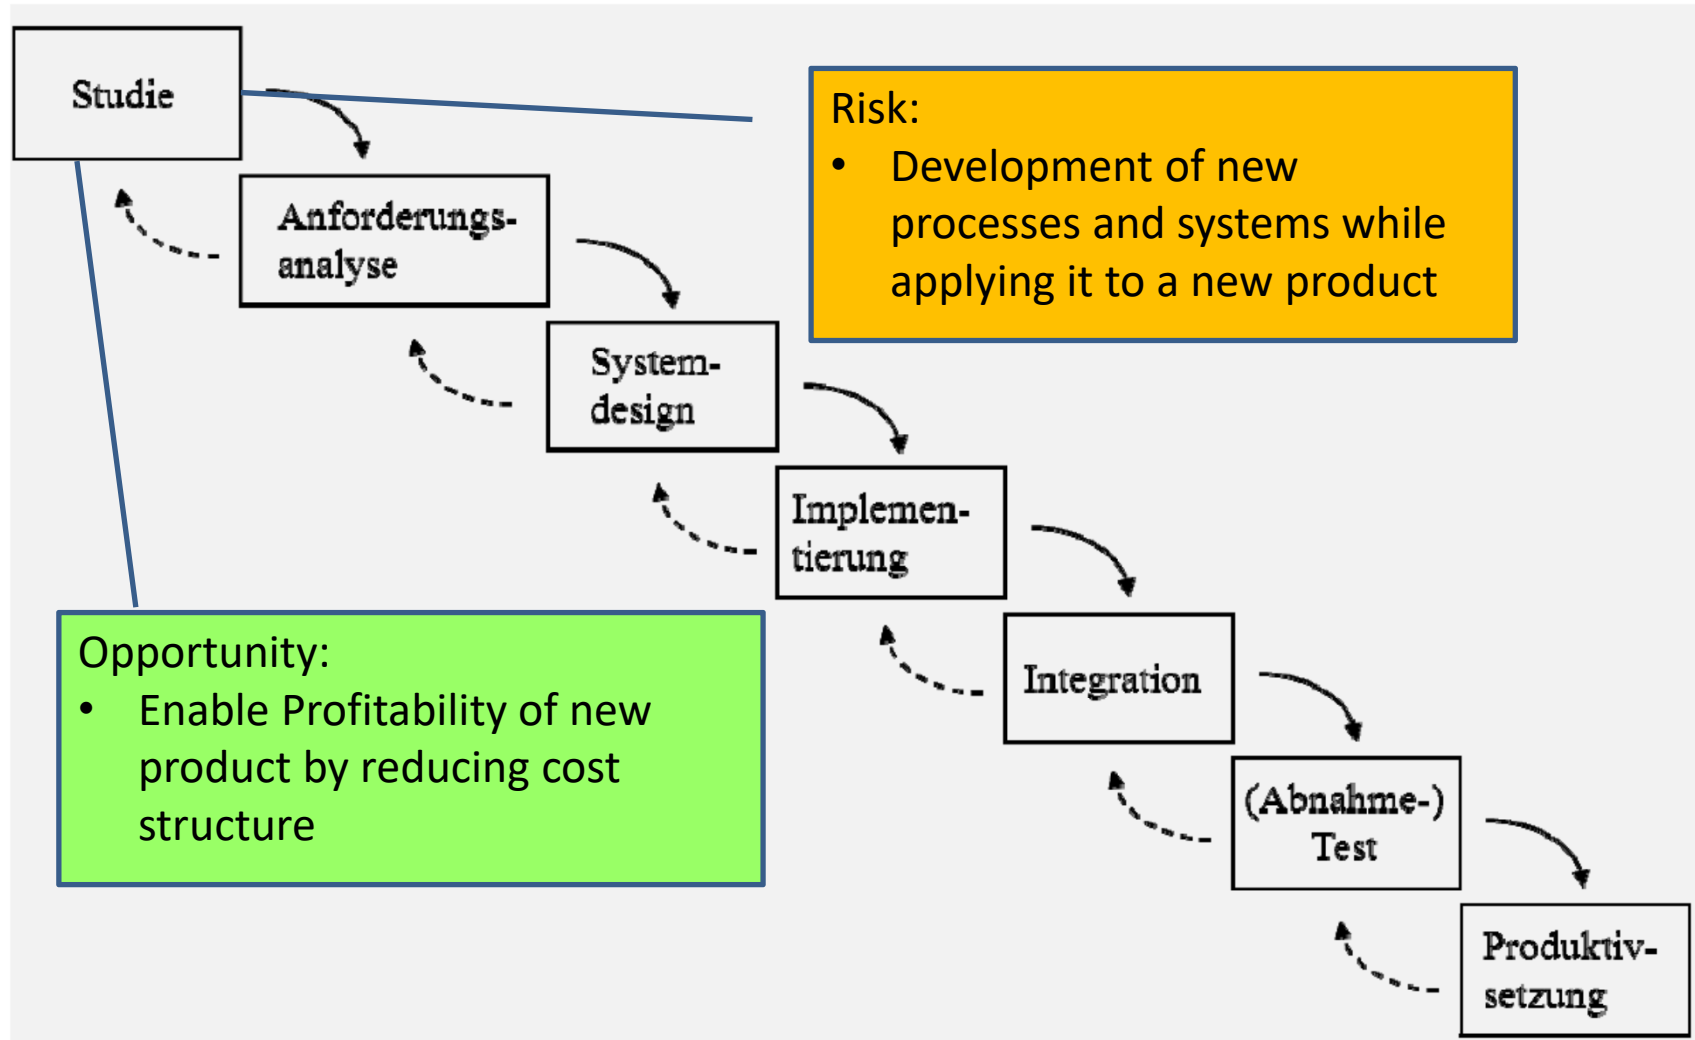 Studie
Risk:
• Development of new
processes and systems while
applying it to a new product
Anforderungs-
analyse
System-
design
Implemen-
tierung
Opportunity:
• Enable Profitability of new
product by reducing cost
structure
Integration
(Abnahme-)
Test
Produktiv-
setzung